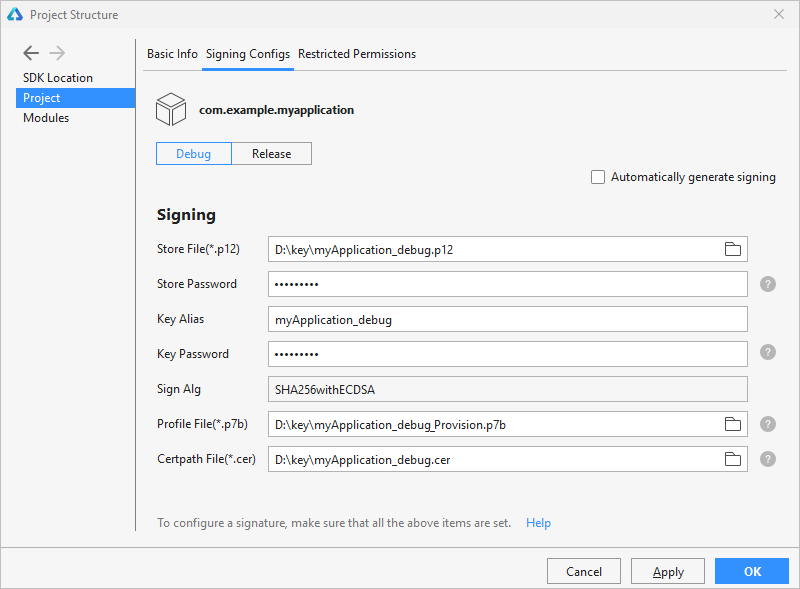 Project Structure
Basic Info Signing Configs Restricted Permissions
SDK Location
Project
Modules
com.example.myapplication
Debug Release
Automatically generate signing
Signing
Store File(*.p12) D:\key\myApplication_debug.p12
Store Password ••••••••• ?
Key Alias myApplication_debug
Key Password ••••••••• ?
Sign Alg SHA256withECDSA
Profile File(*.p7b) D:\key\myApplication_debug_Provision.p7b ?
Certpath File(*.cer) D:\key\myApplication_debug.cer ?
To configure a signature, make sure that all the above items are set. Help
Cancel Apply OK